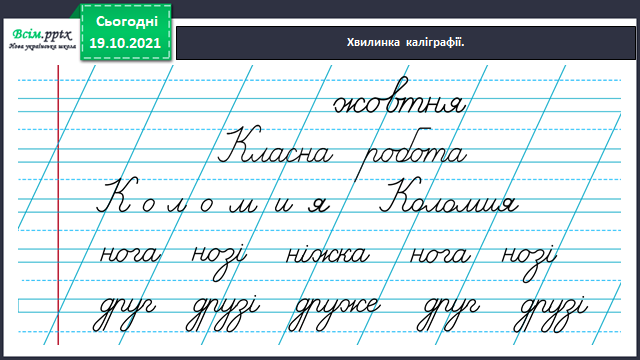 Всім.pptx
Нова українська школа
Сьогодні
19.10.2021
Хвилинка каліграфії.
жовтня
Класна робота
К о л о м и я Коломия
нога нозі ніжка нога нозі
друг друзі друже друг друзі